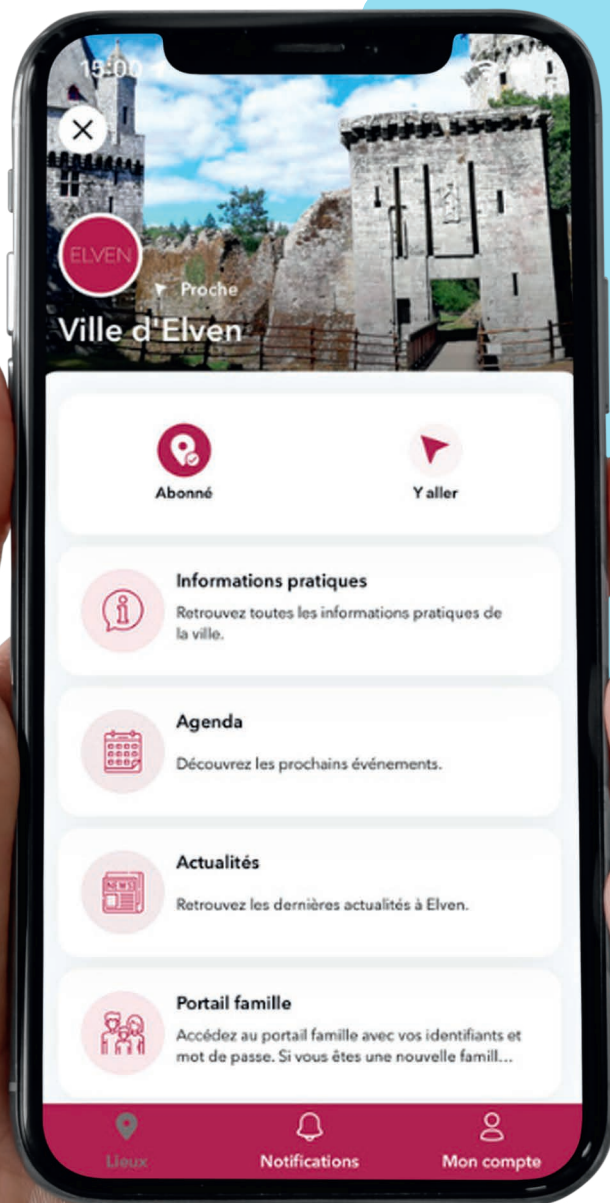 15:00
ELVEN
Proche
Ville d'Elven
Abonné
Y aller
Informations pratiques
Retrouvez toutes les informations pratiques de
la ville.
Agenda
Découvrez les prochains événements.
Actualités
NEWS
Retrouvez les dernières actualités à Elven.
Portail famille
Accédez au portail famille avec vos identifiants et
mot de passe. Si vous êtes une nouvelle famill...
Lieux
Notifications
Mon compte